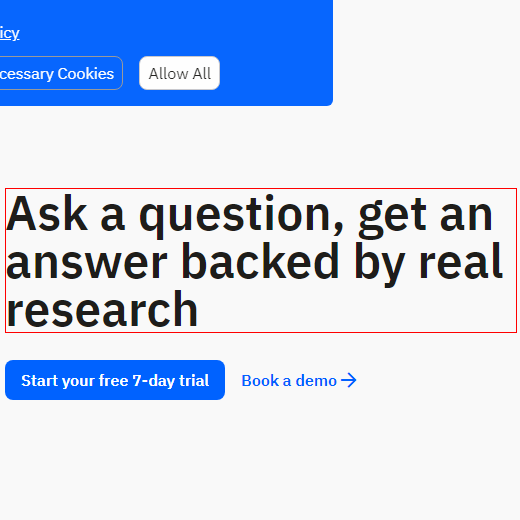 icy
cessary Cookies Allow All
Ask a question, get an
answer backed by real
research
Start your free 7-day trial Book a demo